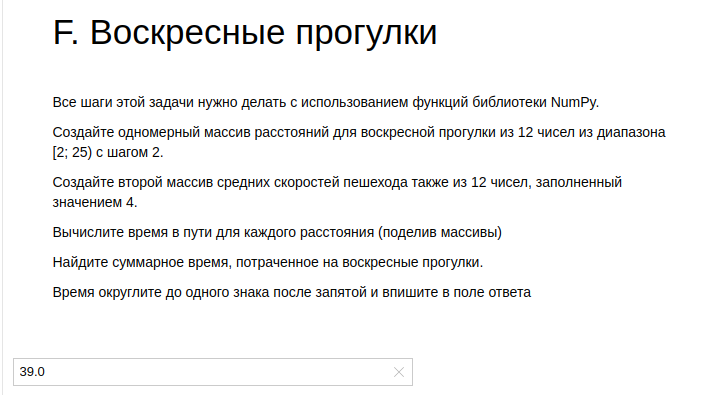 F. Воскресные прогулки
Все шаги этой задачи нужно делать с использованием функций библиотеки NumPy.
Создайте одномерный массив расстояний для воскресной прогулки из 12 чисел из диапазона
[2; 25) с шагом 2.
Создайте второй массив средних скоростей пешехода также из 12 чисел, заполненный
значением 4.
Вычислите время в пути для каждого расстояния (поделив массивы)
Найдите суммарное время, потраченное на воскресные прогулки.
Время округлите до одного знака после запятой и впишите в поле ответа
39.0